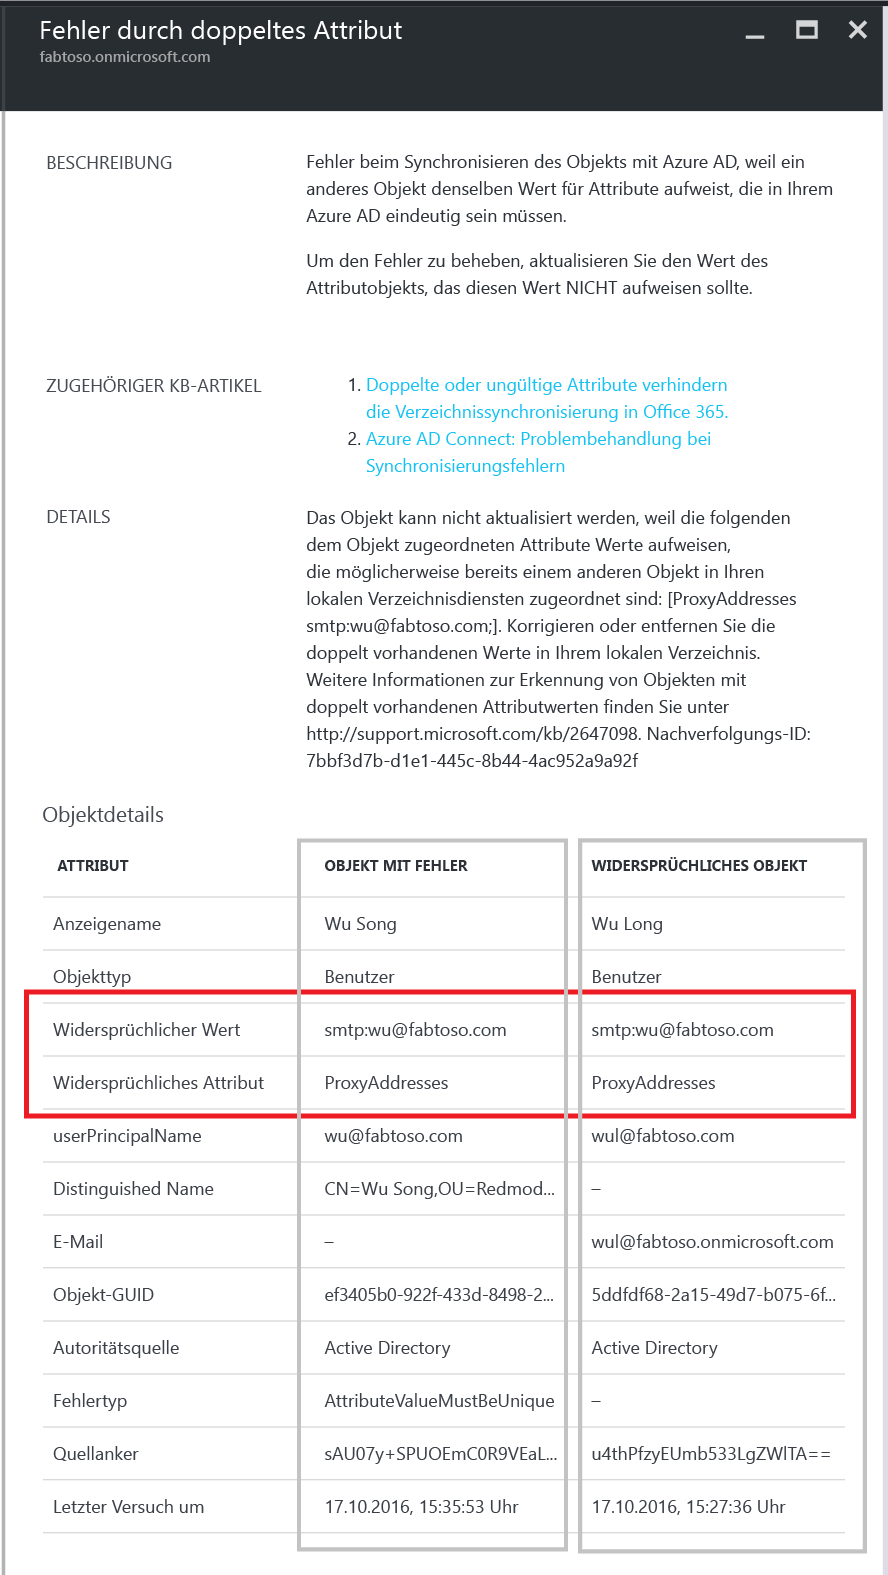 Fehler durch doppeltes Attribut
fabtoso.onmicrosoft.com
BESCHREIBUNG
Fehler beim Synchronisieren des Objekts mit Azure AD, weil ein
anderes Objekt denselben Wert für Attribute aufweist, die in Ihrem
Azure AD eindeutig sein müssen.
Um den Fehler zu beheben, aktualisieren Sie den Wert des
Attributobjekts, das diesen Wert NICHT aufweisen sollte.
ZUGEHÖRIGER KB-ARTIKEL
1. Doppelte oder ungültige Attribute verhindern
die Verzeichnissynchronisierung in Office 365.
2. Azure AD Connect: Problembehandlung bei
Synchronisierungsfehlern
DETAILS
Das Objekt kann nicht aktualisiert werden, weil die folgenden
dem Objekt zugeordneten Attribute Werte aufweisen,
die möglicherweise bereits einem anderen Objekt in Ihren
lokalen Verzeichnisdiensten zugeordnet sind: [ProxyAddresses
smtp:wu@fabtoso.com;]. Korrigieren oder entfernen Sie die
doppelt vorhandenen Werte in Ihrem lokalen Verzeichnis.
Weitere Informationen zur Erkennung von Objekten mit
doppelt vorhandenen Attributwerten finden Sie unter
http://support.microsoft.com/kb/2647098. Nachverfolgungs-ID:
7bbf3d7b-d1e1-445c-8b44-4ac952a9a92f
Objektdetails
ATTRIBUT OBJEKT MIT FEHLER WIDERSPRÜCHLICHES OBJEKT
Anzeigename Wu Song Wu Long
Objekttyp Benutzer Benutzer
Widersprüchlicher Wert smtp:wu@fabtoso.com smtp:wu@fabtoso.com
Widersprüchliches Attribut ProxyAddresses ProxyAddresses
userPrincipalName wu@fabtoso.com wul@fabtoso.com
Distinguished Name CN=Wu Song,OU=Redmod... –
E-Mail – wul@fabtoso.onmicrosoft.com
Objekt-GUID ef3405b0-922f-433d-8498-2... 5ddfdf68-2a15-49d7-b075-6f...
Autoritätsquelle Active Directory Active Directory
Fehlertyp AttributeValueMustBeUnique –
Quellanker sAU07y+SPUOEmC0R9VEaL... u4thPfzyEUmb533LgZWlTA==
Letzter Versuch um 17.10.2016, 15:35:53 Uhr 17.10.2016, 15:27:36 Uhr